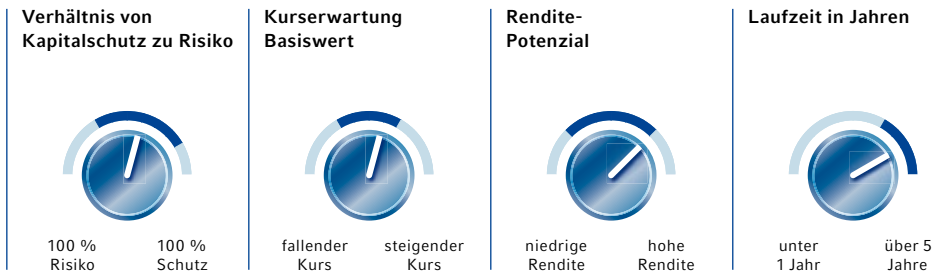 Verhältnis von
Kapitalschutz zu Risiko
100 %
Risiko
100 %
Schutz
Kurserwartung
Basiswert
fallender
Kurs
steigender
Kurs
Rendite-
Potenzial
niedrige
Rendite
hohe
Rendite
Laufzeit in Jahren
unter
1 Jahr
über 5
Jahre